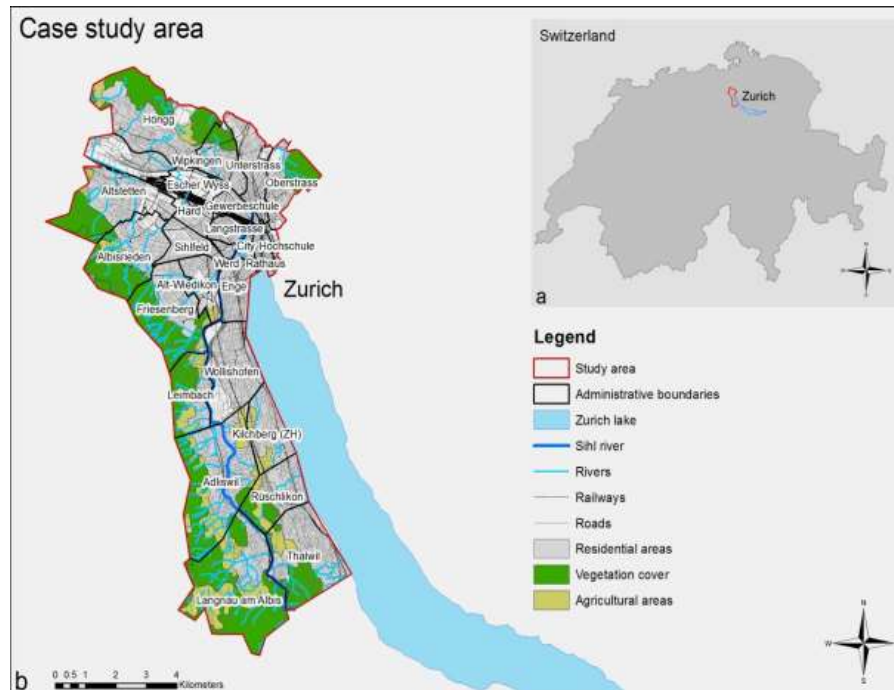 Case study area
Switzerland
Zurich
a
Höngg
Wipkingen
Unterstrass
Escher Wyss
Oberstrass
Altstetten
Gewerbeschule
Hard
Langstrasse
City
Hochschule
Sihlfeld
Albisrieden
Werd
Rathaus
Alt-Wiedikon
Enge
Zurich
Friesenberg
Wollishofen
Leimbach
Kilchberg (ZH)
Adliswil
Rüschlikon
Thalwil
Langnau am Albis
Legend
Study area
Administrative boundaries
Zurich lake
Sihl river
Rivers
Railways
Roads
Residential areas
Vegetation cover
Agricultural areas
N
W
E
S
b
0 0.5 1 2 3 4
Kilometers